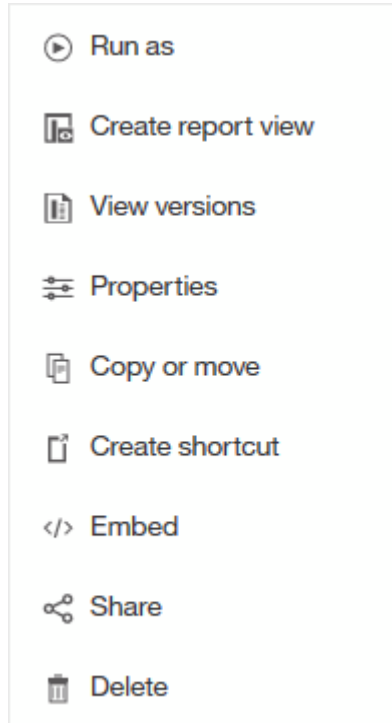 Run as
Create report view
View versions
Properties
Copy or move
Create shortcut
Embed
Share
Delete